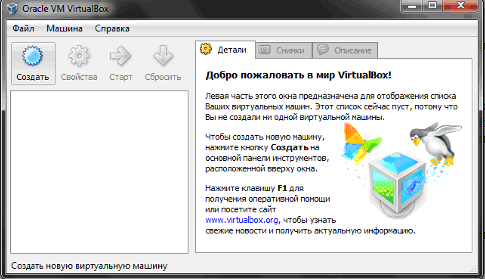 Oracle VM VirtualBox
Файл Машина Справка
Создать Свойства Старт Сбросить
Детали Снимки Описание
Добро пожаловать в мир VirtualBox!
Левая часть этого окна предназначена для отображения списка
Ваших виртуальных машин. Этот список сейчас пуст, потому что
Вы не создали ни одной виртуальной машины.
Чтобы создать новую машину,
нажмите кнопку Создать на
основной панели инструментов,
расположенной вверху окна.
Нажмите клавишу F1 для
получения оперативной помощи
или посетите сайт
www.virtualbox.org, чтобы узнать
свежие новости и получить актуальную информацию.
Создать новую виртуальную машину